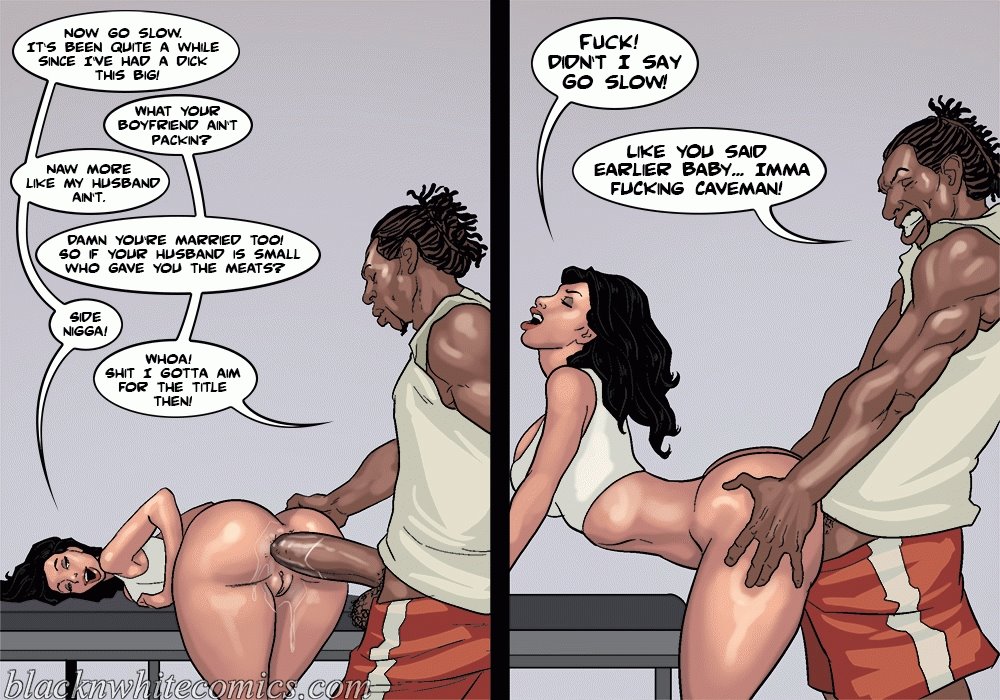 NOW GO SLOW.
IT'S BEEN QUITE A WHILE
SINCE I'VE HAD A DICK
THIS BIG!
WHAT YOUR
BOYFRIEND AIN'T
PACKIN?
NAW MORE
LIKE MY HUSBAND
AIN'T.
DAMN YOU'RE MARRIED TOO!
SO IF YOUR HUSBAND IS SMALL
WHO GAVE YOU THE MEATS?
SIDE
NIGGA!
WHOA!
SHIT I GOTTA AIM
FOR THE TITLE
THEN!
FUCK!
DIDN'T I SAY
GO SLOW!
LIKE YOU SAID
EARLIER BABY... IMMA
FUCKING CAVEMAN!
blacknwhitecomics.com